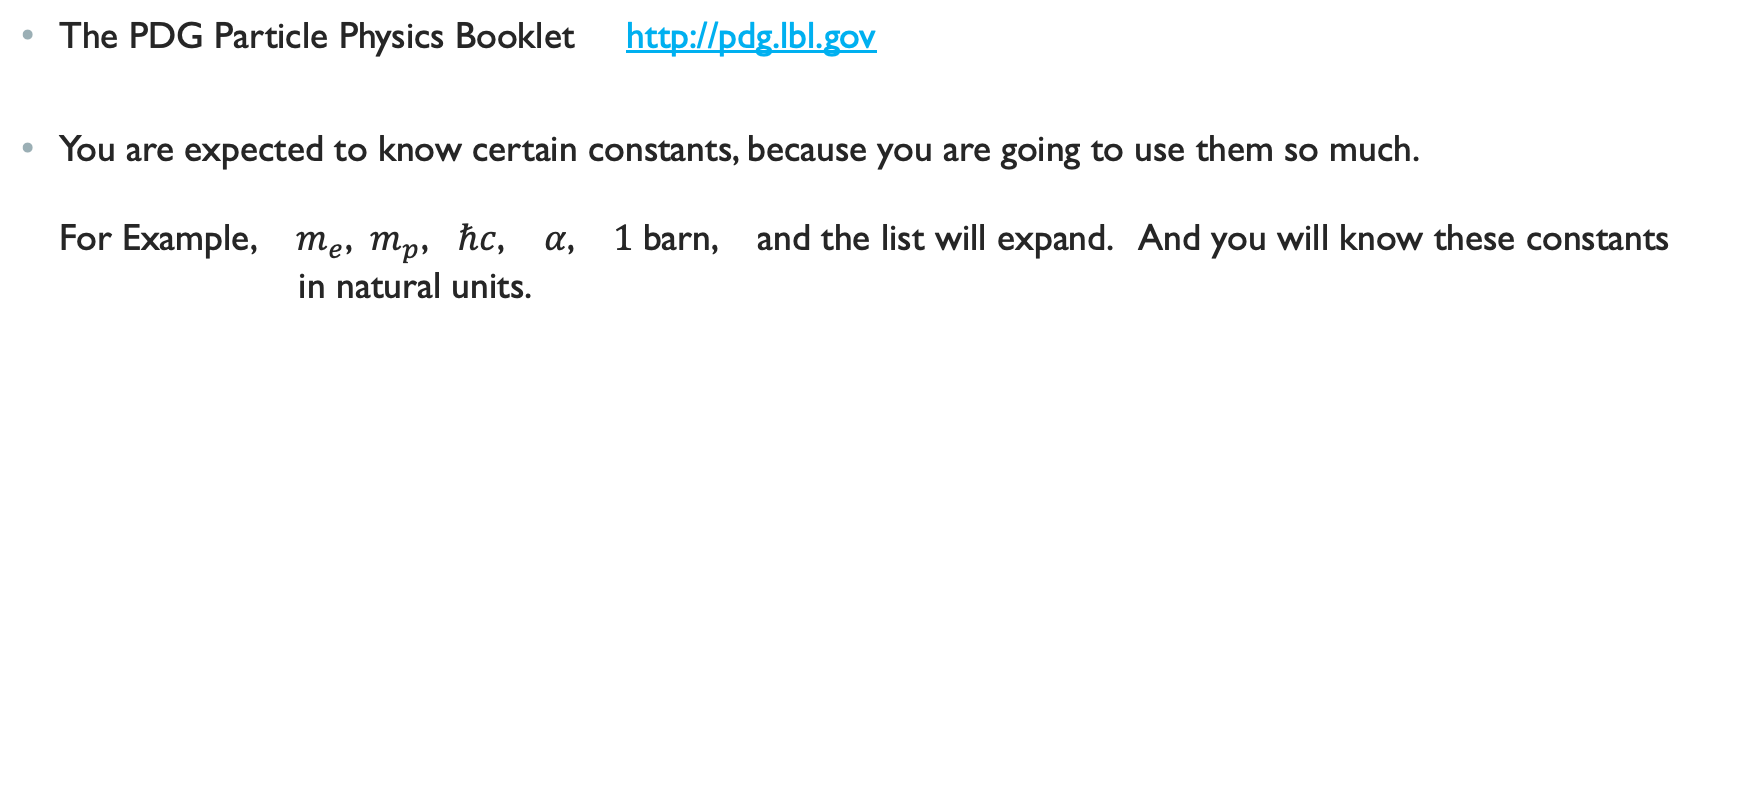 • The PDG Particle Physics Booklet http://pdg.lbl.gov
• You are expected to know certain constants, because you are going to use them so much.
For Example, mₑ, mₚ, ħc, α, 1 barn, and the list will expand. And you will know these constants
in natural units.